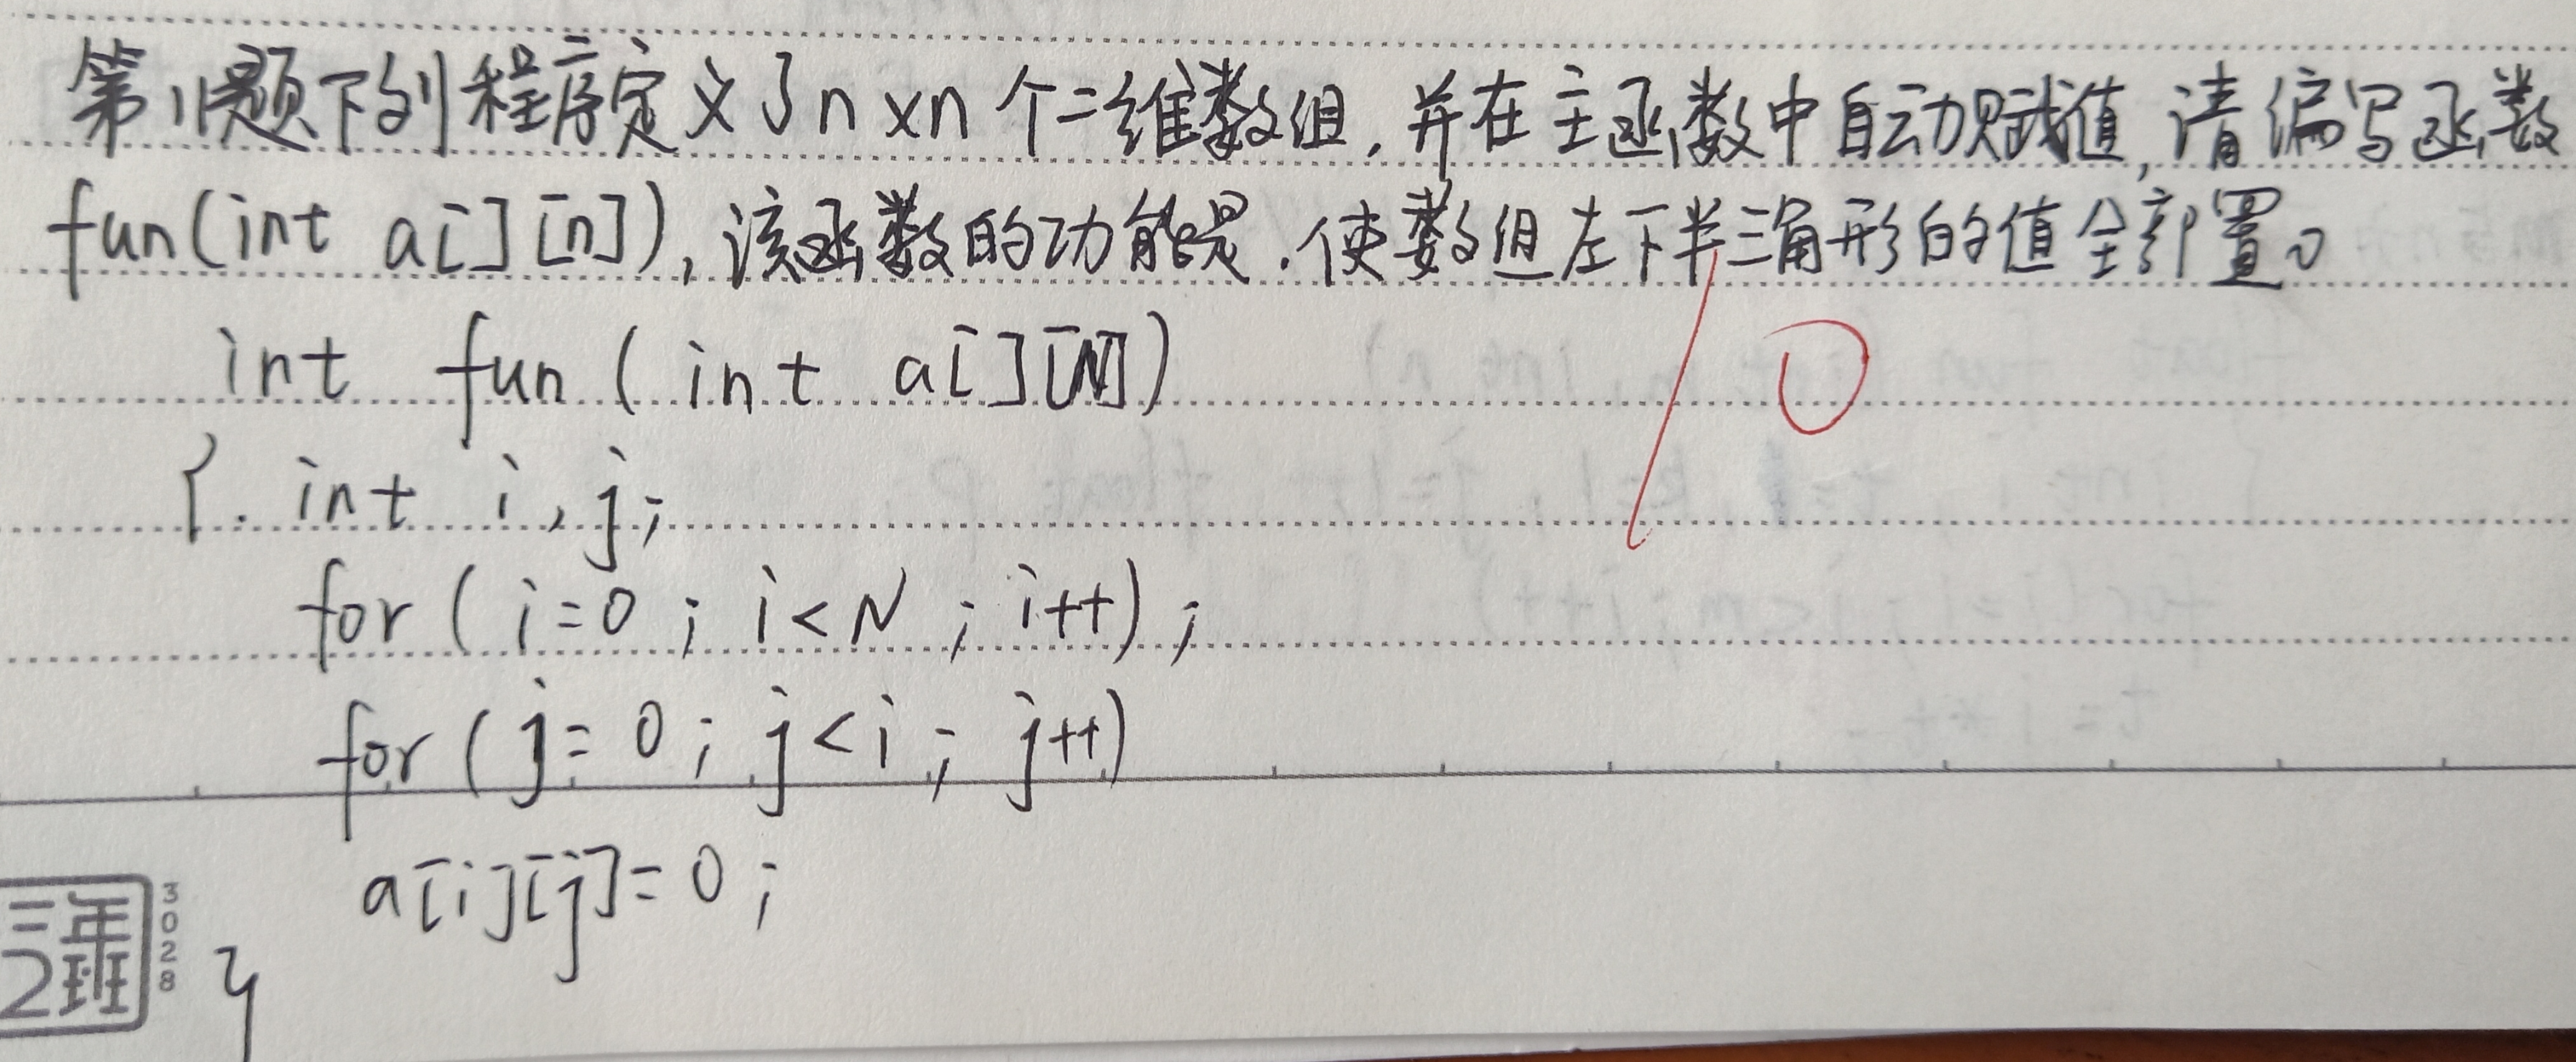 第11题下列程序定义了n×n个二维数组,并在主函数中自动赋值,请编写函数
fun(int a[][n]),该函数的功能是.使数组左下半三角形的值全部置0
int fun(int a[][N])
{. int i,j;
for(i=0;i<N;i++);
for(j=0;j<i;j++)
a[i][j]=0;
}
0
三年
2班
3028